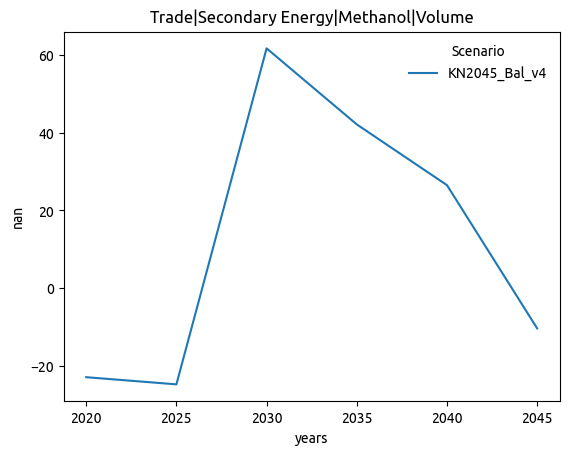 Trade|Secondary Energy|Methanol|Volume
Scenario
KN2045_Bal_v4
60
40
20
0
−20
nan
2020 2025 2030 2035 2040 2045
years